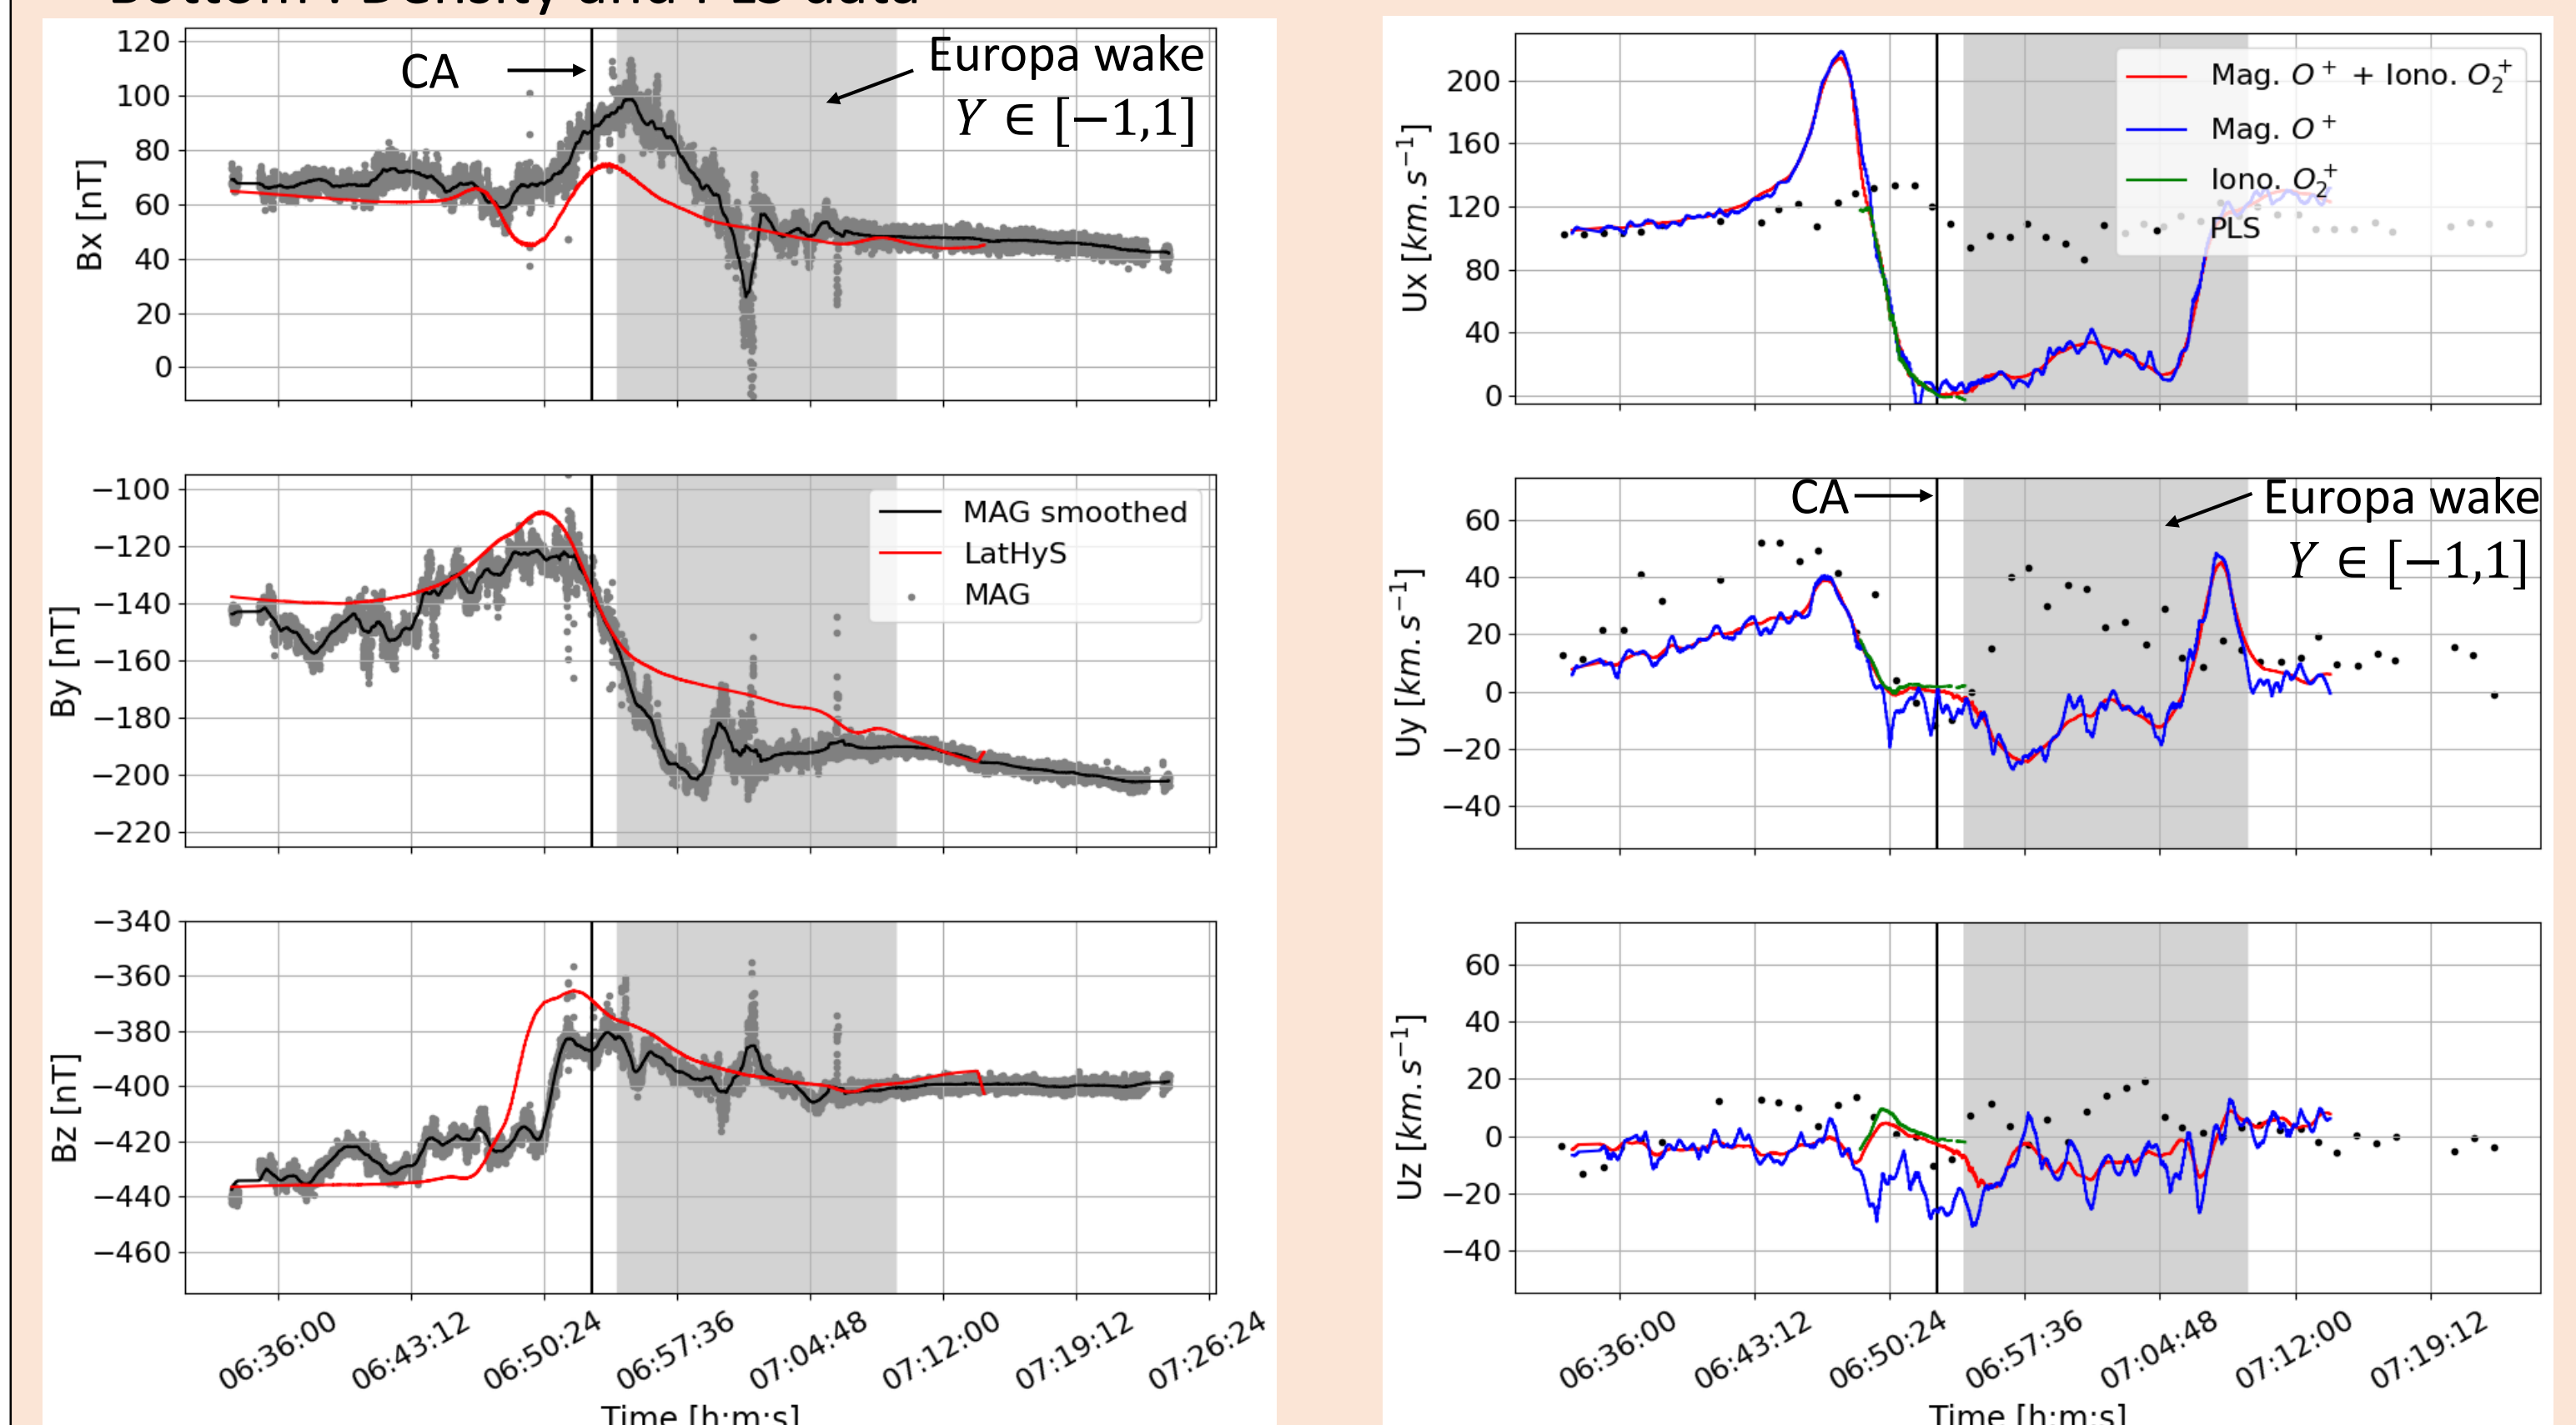 Bottom : Density and PLS data
120
100
80
60
40
20
0
Bx [nT]
CA
Europa wake
Y ∈ [−1,1]
−100
−120
−140
−160
−180
−200
−220
By [nT]
MAG smoothed
LatHyS
MAG
−340
−360
−380
−400
−420
−440
−460
Bz [nT]
06:36:00
06:43:12
06:50:24
06:57:36
07:04:48
07:12:00
07:19:12
07:26:24
Time [h:m:s]
200
160
120
80
40
0
Ux [km.s⁻¹]
Mag. O⁺ + Iono. O₂⁺
Mag. O⁺
Iono. O₂⁺
PLS
60
40
20
0
−20
−40
Uy [km.s⁻¹]
CA
Europa wake
Y ∈ [−1,1]
60
40
20
0
−20
−40
Uz [km.s⁻¹]
06:36:00
06:43:12
06:50:24
06:57:36
07:04:48
07:12:00
07:19:12
Time [h:m:s]